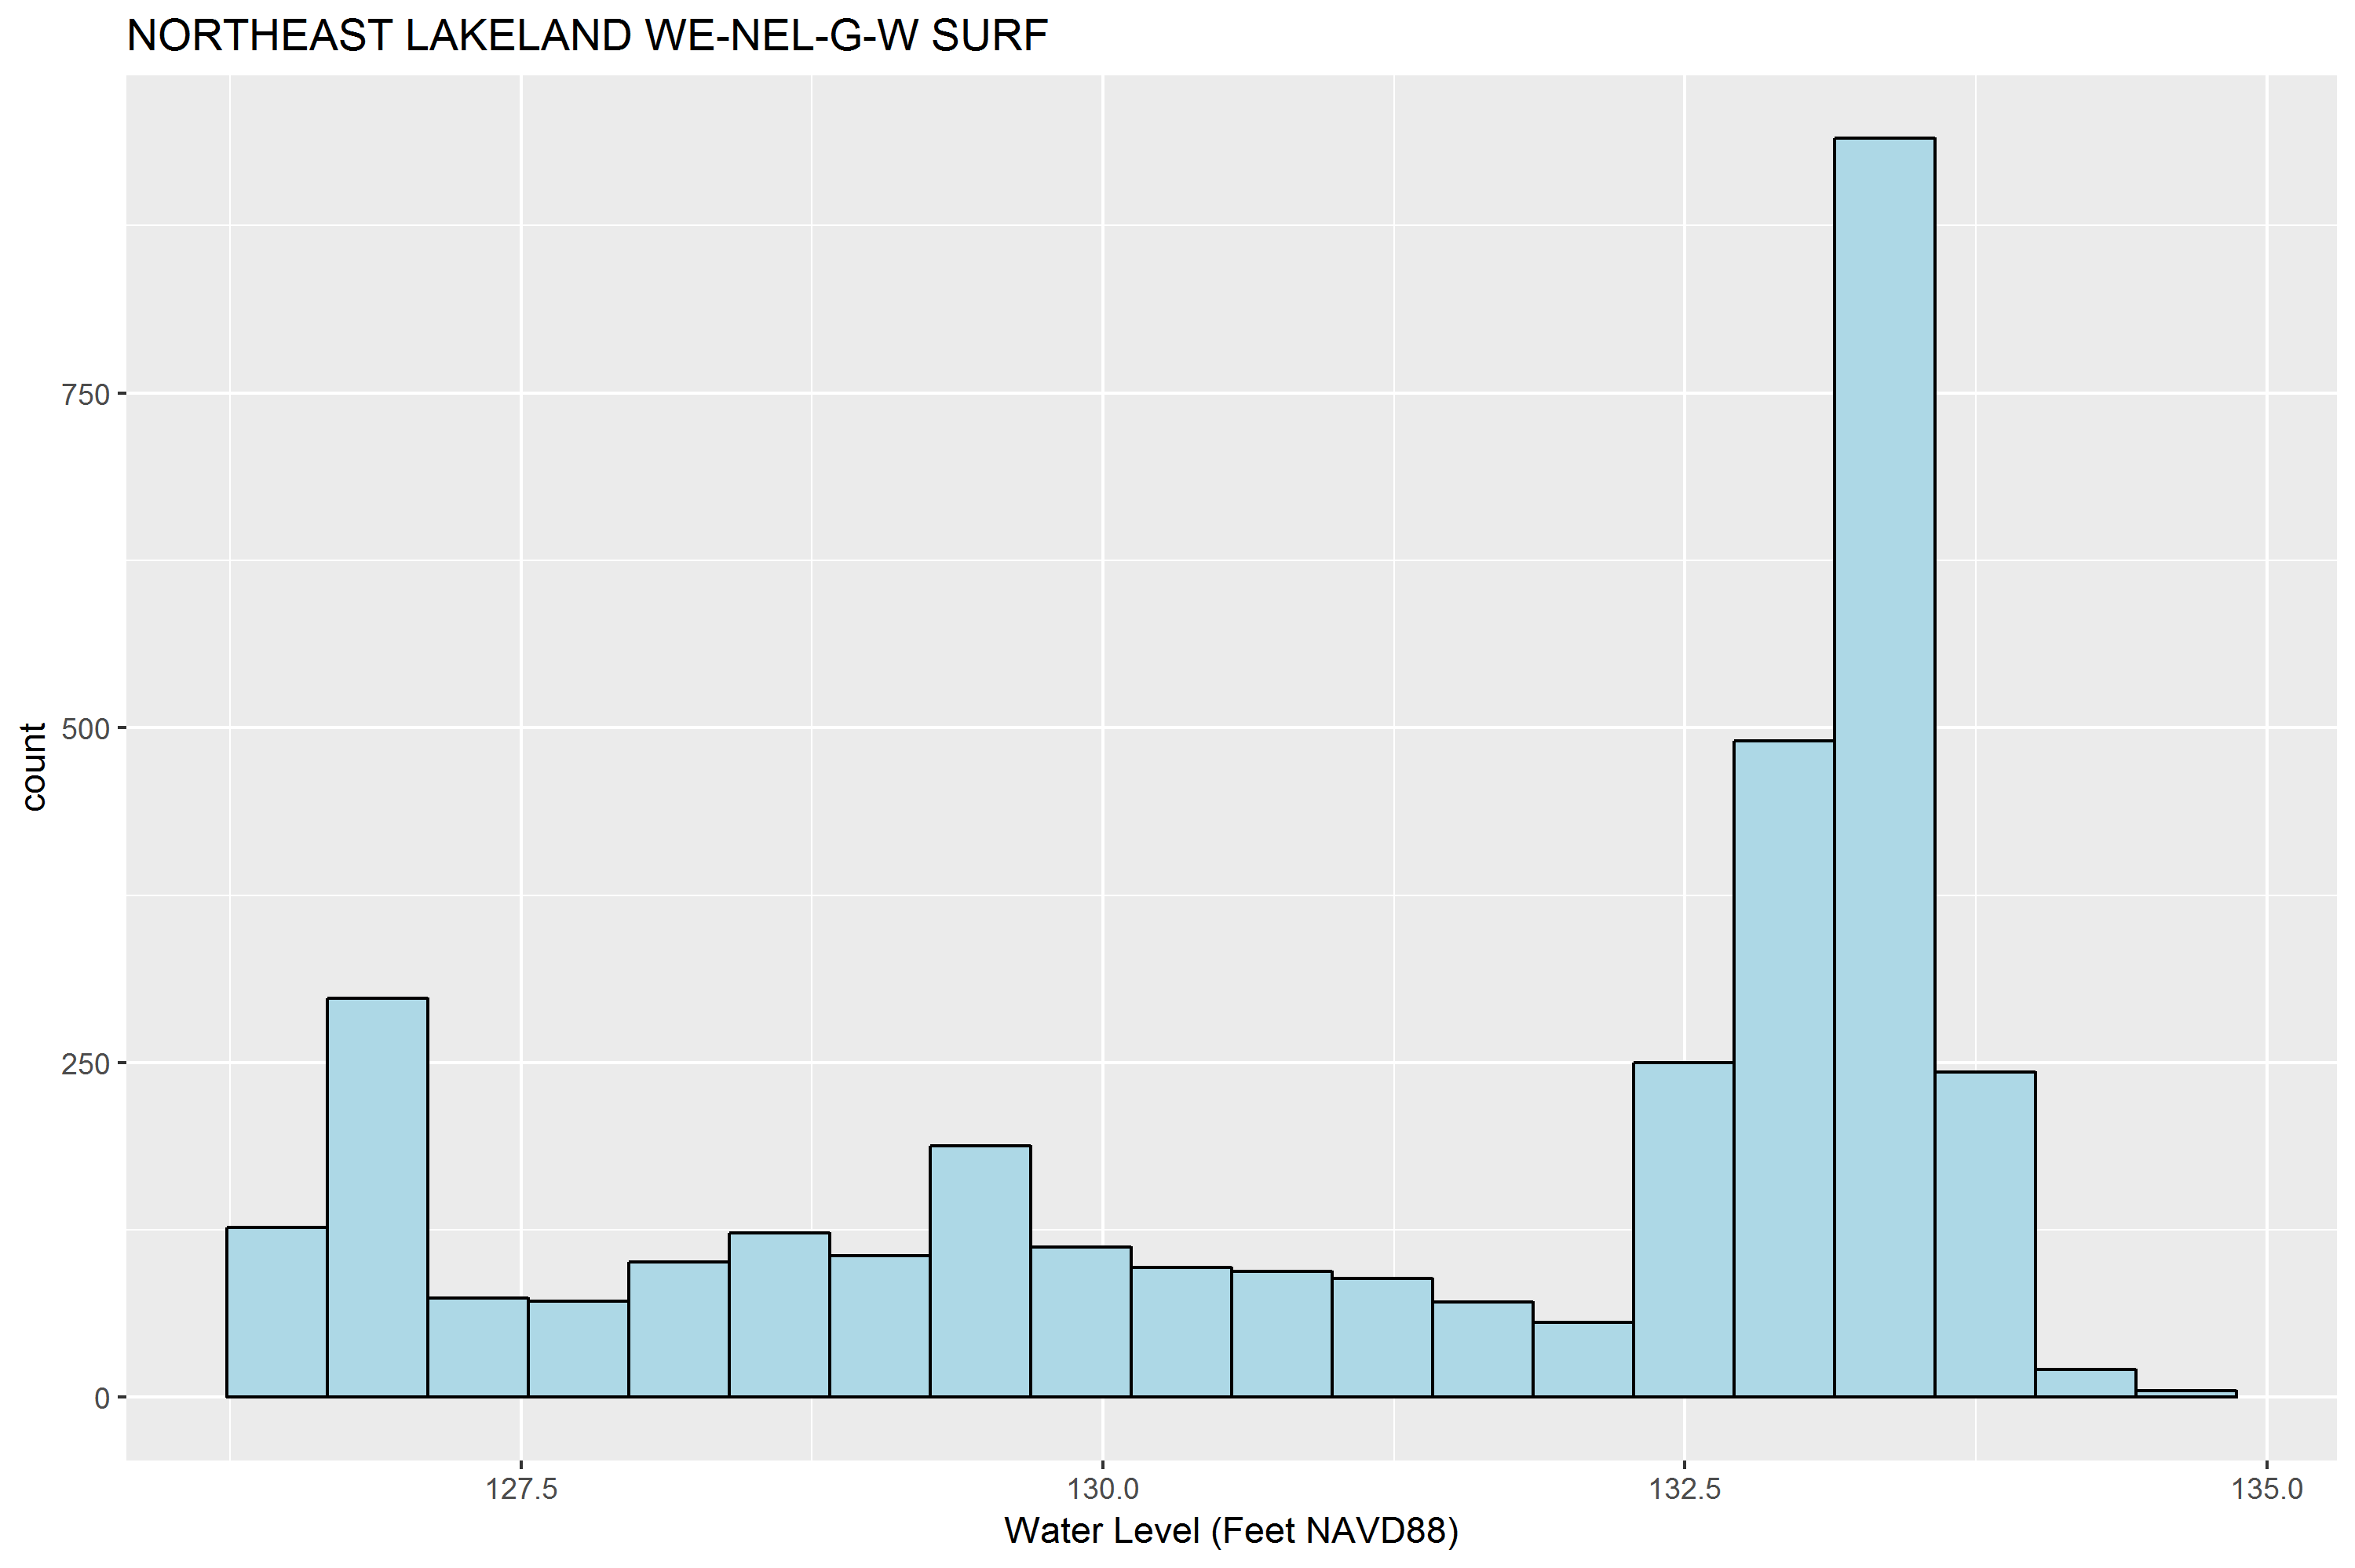 NORTHEAST LAKELAND WE-NEL-G-W SURF
count
750
500
250
0
127.5
130.0
132.5
135.0
Water Level (Feet NAVD88)